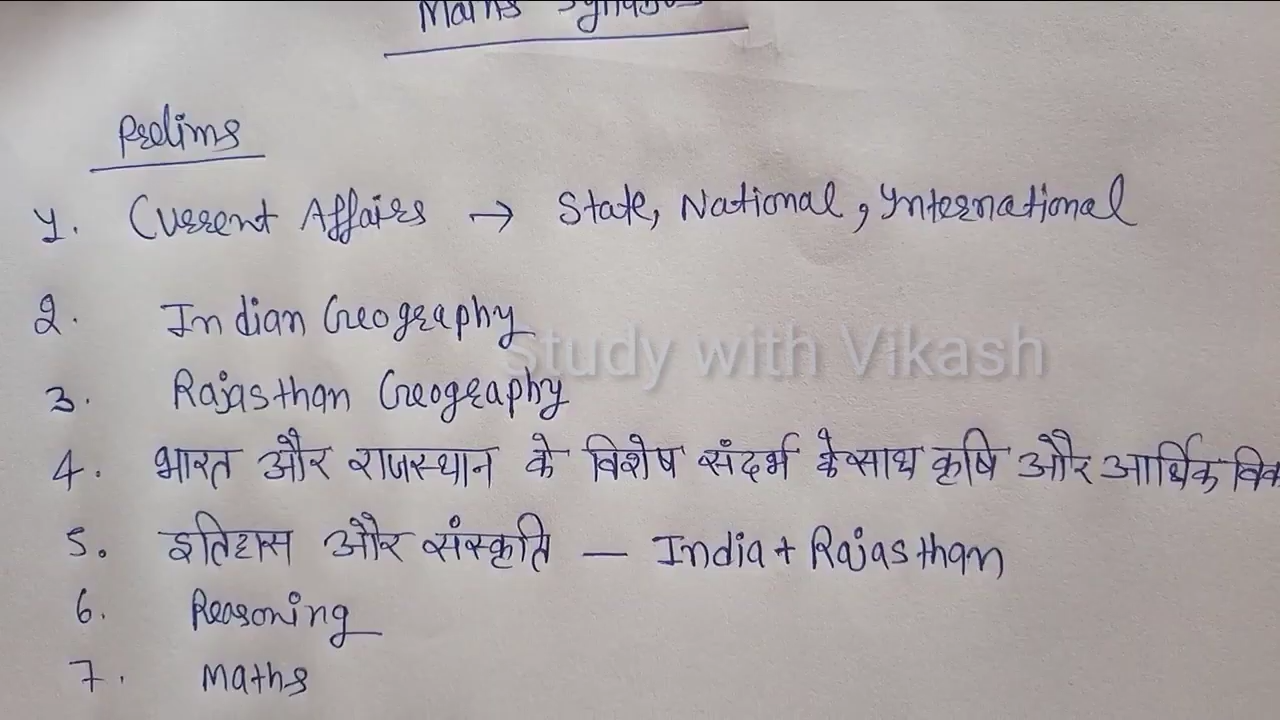 Prelims
1. Current Affairs → State, National, International
2. Indian Geography
Study with Vikash
3. Rajasthan Geography
4. भारत और राजस्थान के विशेष संदर्भ के साथ कृषि और आर्थिक
5. इतिहास और संस्कृति — India + Rajasthan
6. Reasoning
7. Maths